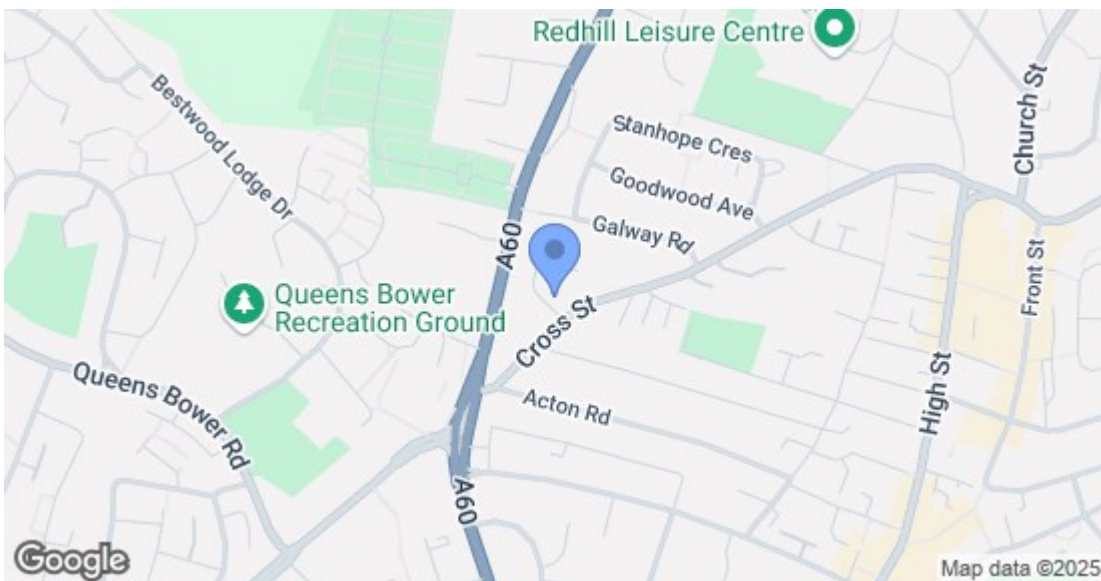 Redhill Leisure Centre
Church St
Bestwood Lodge Dr
Stanhope Cres
Goodwood Ave
A60
Galway Rd
Front St
Queens Bower
Recreation Ground
Cross St
High St
Queens Bower Rd
Acton Rd
A60
Google
Map data ©2025